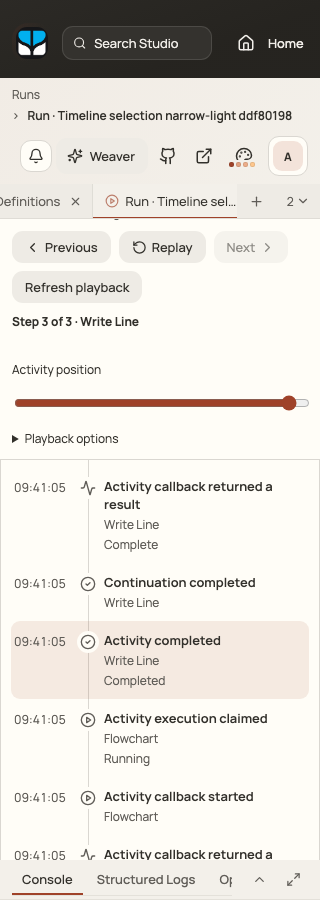 Search Studio
Home
Runs
› Run · Timeline selection narrow-light ddf80198
Weaver
A
Definitions ×
Run · Timeline sel...
+
2
Previous
Replay
Next
Refresh playback
Step 3 of 3 · Write Line
Activity position
Playback options
09:41:05 Activity callback returned a
result
Write Line
Complete
09:41:05 Continuation completed
Write Line
09:41:05 Activity completed
Write Line
Completed
09:41:05 Activity execution claimed
Flowchart
Running
09:41:05 Activity callback started
Flowchart
09:41:05 Activity callback returned a
Console
Structured Logs